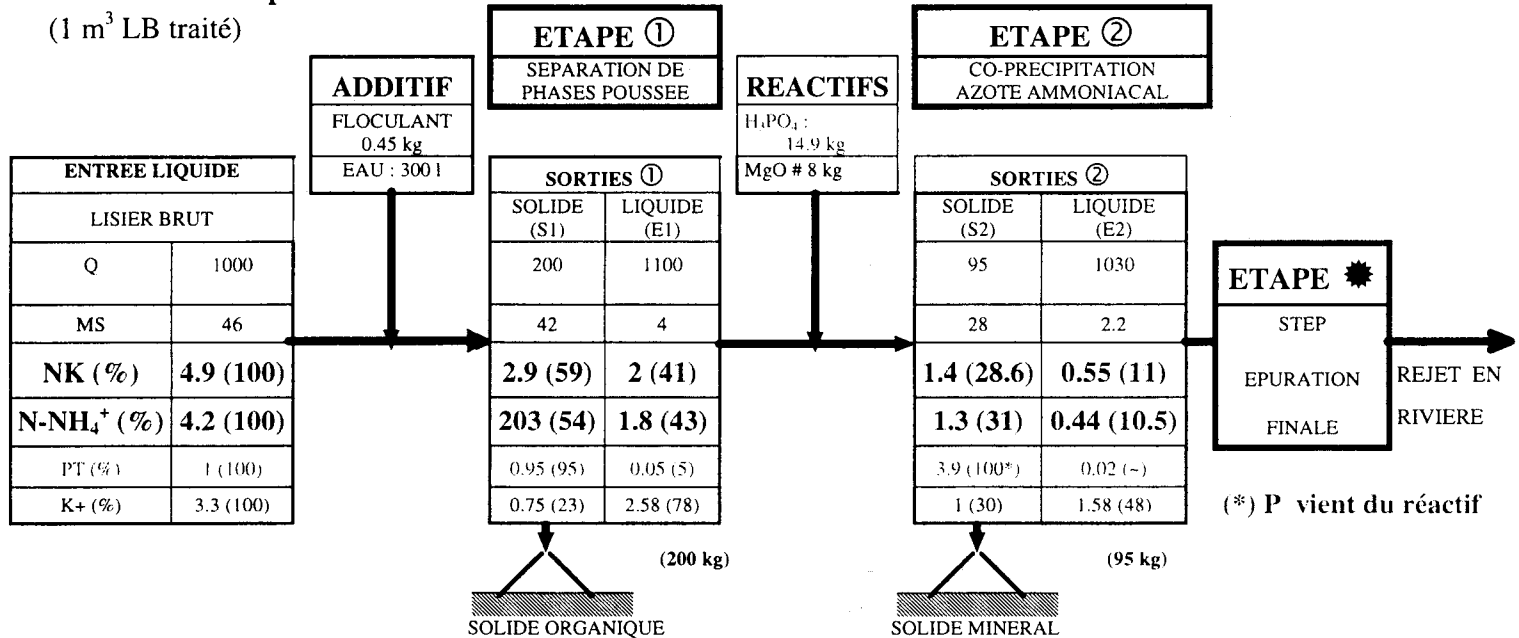 (1 m³ LB traité)
ETAPE ①
SEPARATION DE
PHASES POUSSEE
ETAPE ②
CO-PRECIPITATION
AZOTE AMMONIACAL
ADDITIF
FLOCULANT
0.45 kg
EAU : 300 l
REACTIFS
H₃PO₄ :
14.9 kg
MgO # 8 kg
ENTREE LIQUIDE
LISIER BRUT
Q 1000
MS 46
NK (%) 4.9 (100)
N-NH₄⁺ (%) 4.2 (100)
PT (%) 1 (100)
K+ (%) 3.3 (100)
SORTIES ①
SOLIDE (S1) LIQUIDE (E1)
200 1100
42 4
2.9 (59) 2 (41)
203 (54) 1.8 (43)
0.95 (95) 0.05 (5)
0.75 (23) 2.58 (78)
SORTIES ②
SOLIDE (S2) LIQUIDE (E2)
95 1030
28 2.2
1.4 (28.6) 0.55 (11)
1.3 (31) 0.44 (10.5)
3.9 (100*) 0.02 (~)
1 (30) 1.58 (48)
ETAPE ✹
STEP
EPURATION
FINALE
REJET EN
RIVIERE
(*) P vient du réactif
(200 kg)
(95 kg)
SOLIDE ORGANIQUE
SOLIDE MINERAL